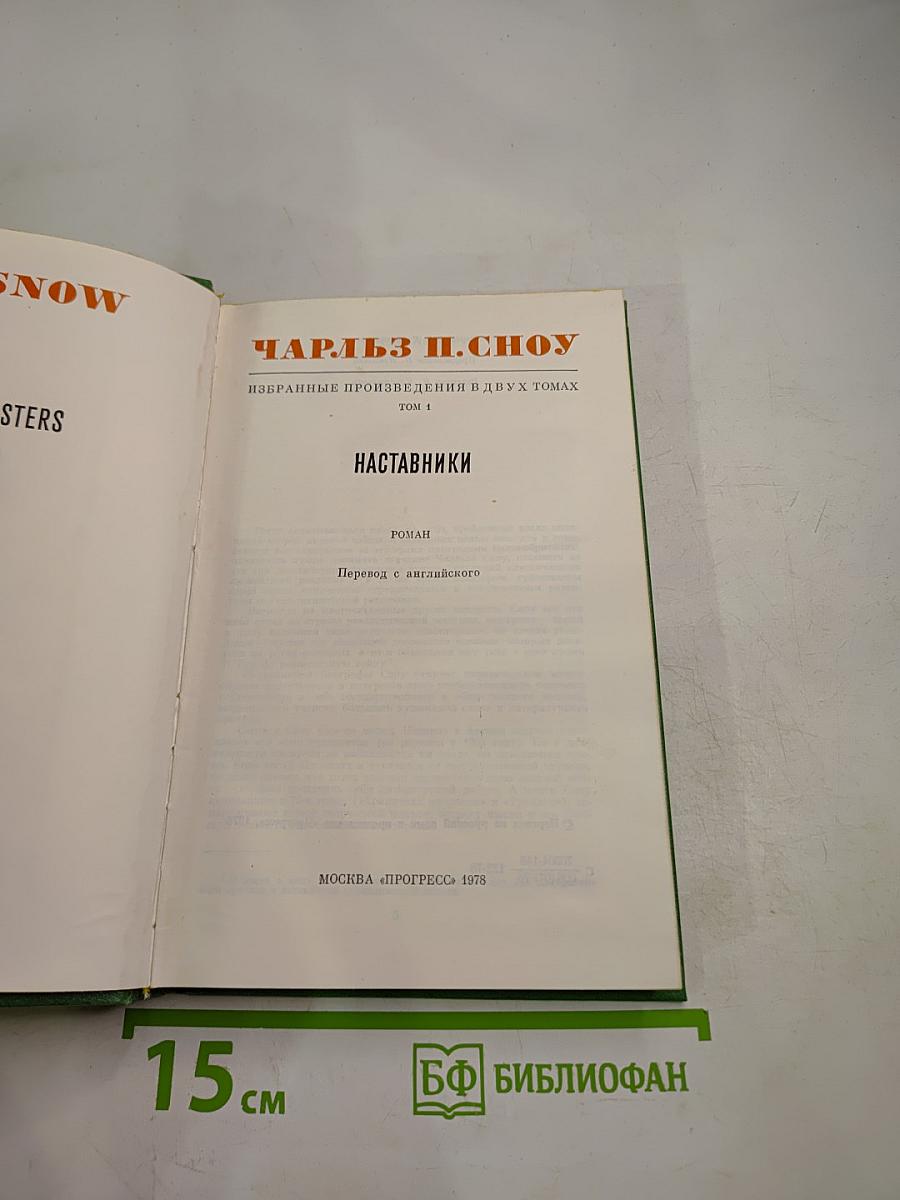 SNOW
STERS
ЧАРЛЬЗ П. СНОУ
ИЗБРАННЫЕ ПРОИЗВЕДЕНИЯ В ДВУХ ТОМАХ
ТОМ 1
НАСТАВНИКИ
РОМАН
Перевод с английского
МОСКВА «ПРОГРЕСС» 1978
15 см
БФ БИБЛИОФАН